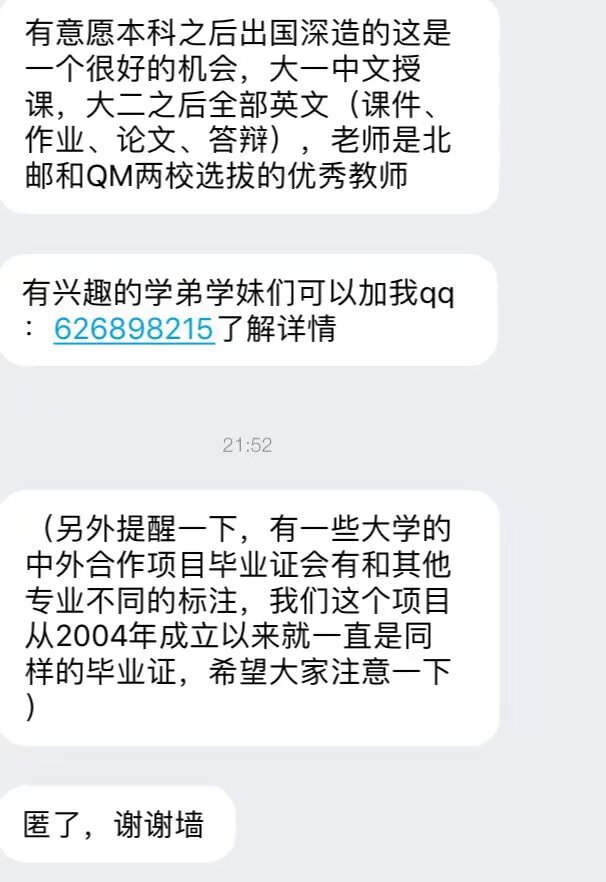 有意愿本科之后出国深造的这是
一个很好的机会，大一中文授
课，大二之后全部英文（课件、
作业、论文、答辩），老师是北
邮和QM两校选拔的优秀教师
有兴趣的学弟学妹们可以加我qq
：626898215了解详情
21:52
（另外提醒一下，有一些大学的
中外合作项目毕业证会有和其他
专业不同的标注，我们这个项目
从2004年成立以来就一直是同
样的毕业证，希望大家注意一下
）
匿了，谢谢墙